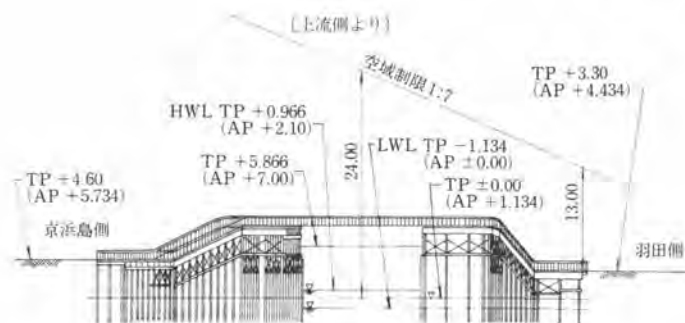 (上流側より)
空域制限 1:7
TP +3.30
(AP +4.434)
HWL TP +0.966
(AP +2.10)
LWL TP −1.134
(AP ±0.00)
TP +5.866
(AP +7.00)
TP ±0.00
(AP +1.134)
24.00
13.00
TP +4.60
(AP +5.734)
京浜島側
羽田側